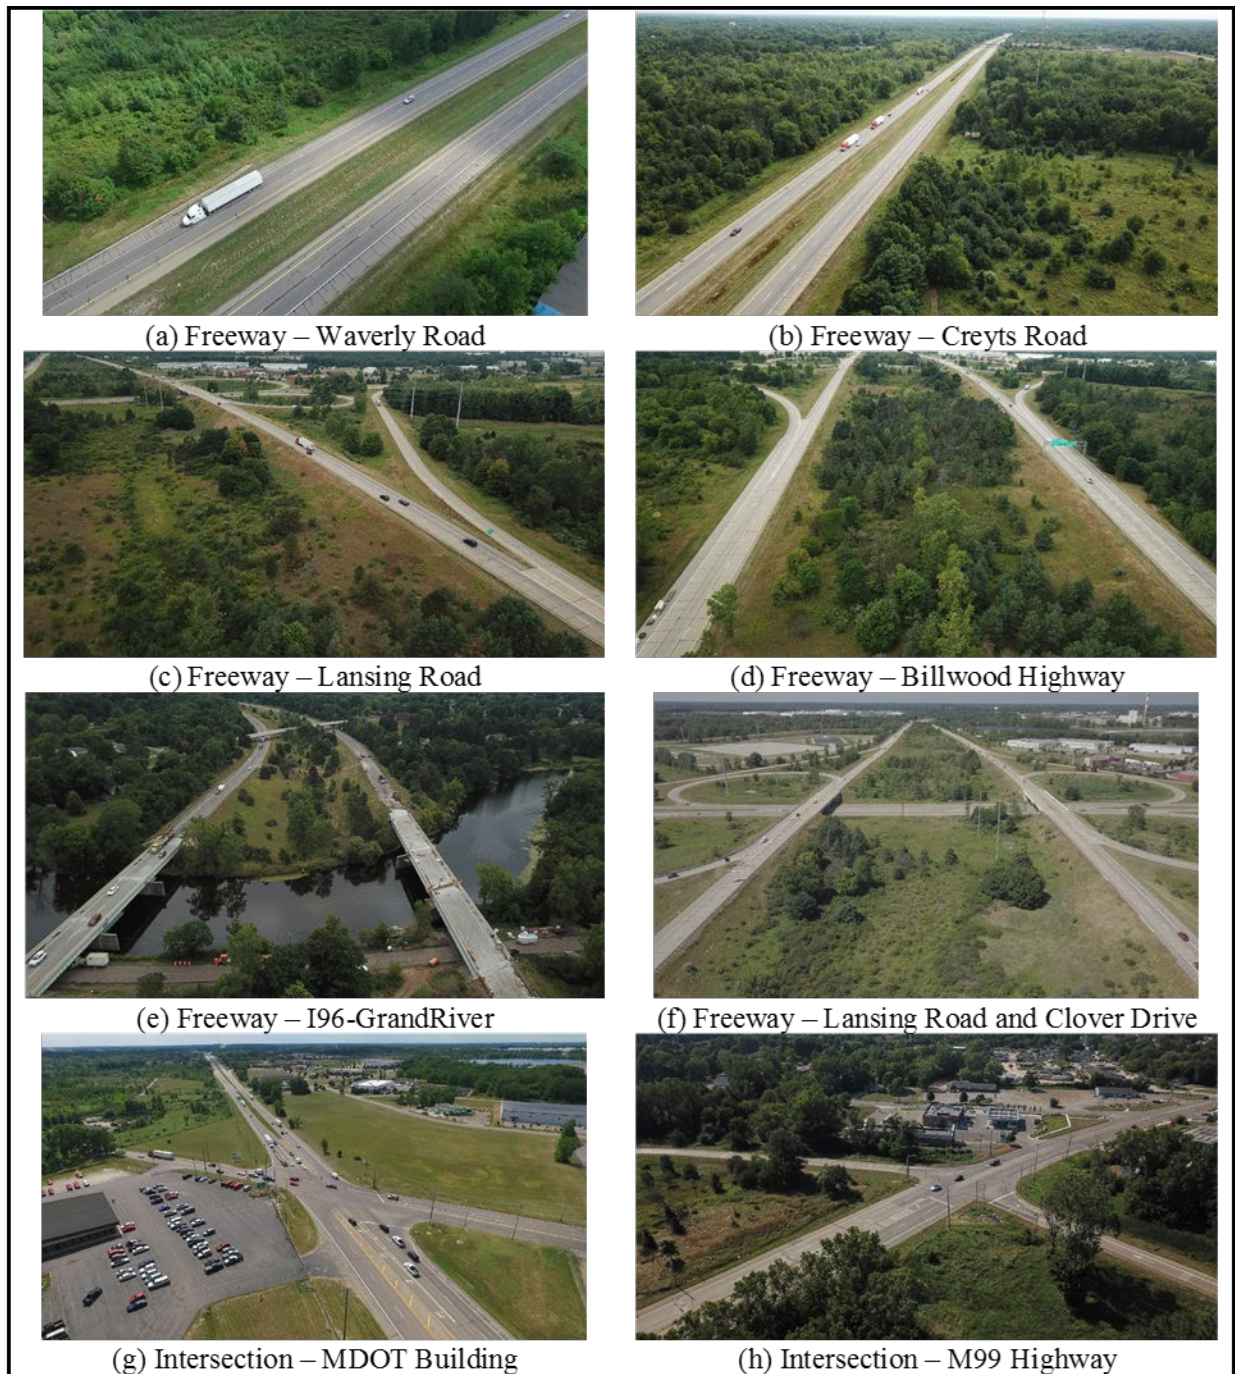 (a) Freeway – Waverly Road
(b) Freeway – Creyts Road
(c) Freeway – Lansing Road
(d) Freeway – Billwood Highway
(e) Freeway – I96-GrandRiver
(f) Freeway – Lansing Road and Clover Drive
(g) Intersection – MDOT Building
(h) Intersection – M99 Highway